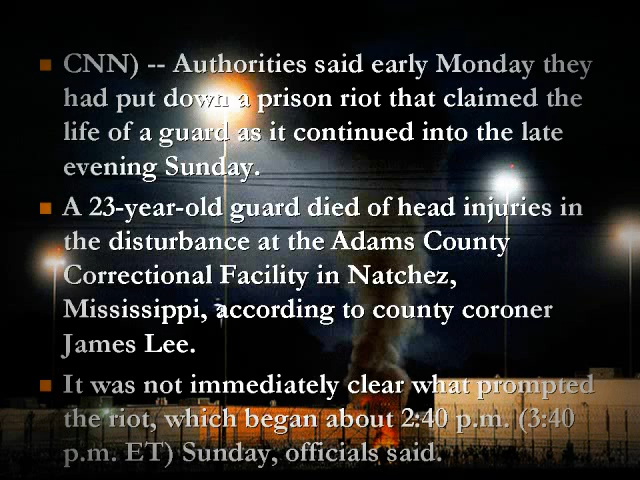 CNN) -- Authorities said early Monday they
had put down a prison riot that claimed the
life of a guard as it continued into the late
evening Sunday.
A 23-year-old guard died of head injuries in
the disturbance at the Adams County
Correctional Facility in Natchez,
Mississippi, according to county coroner
James Lee.
It was not immediately clear what prompted
the riot, which began about 2:40 p.m. (3:40
p.m. ET) Sunday, officials said.